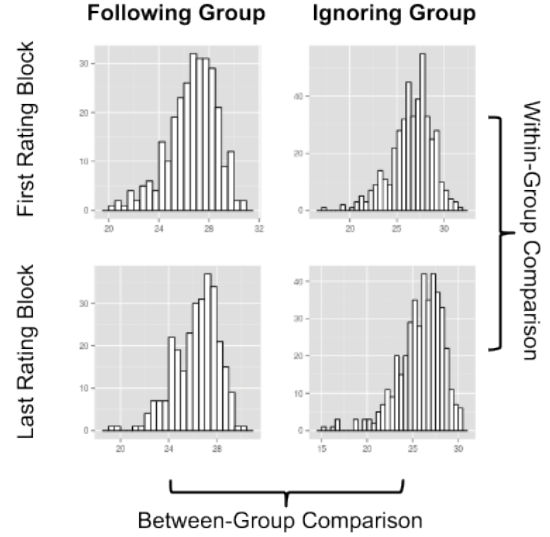 Following Group
Ignoring Group
First Rating Block
30
20
10
0
20 24 28 32
40
20
0
20 25 30
Within-Group Comparison
Last Rating Block
30
20
10
0
20 24 28
40
30
20
10
0
15 20 25 30
Between-Group Comparison